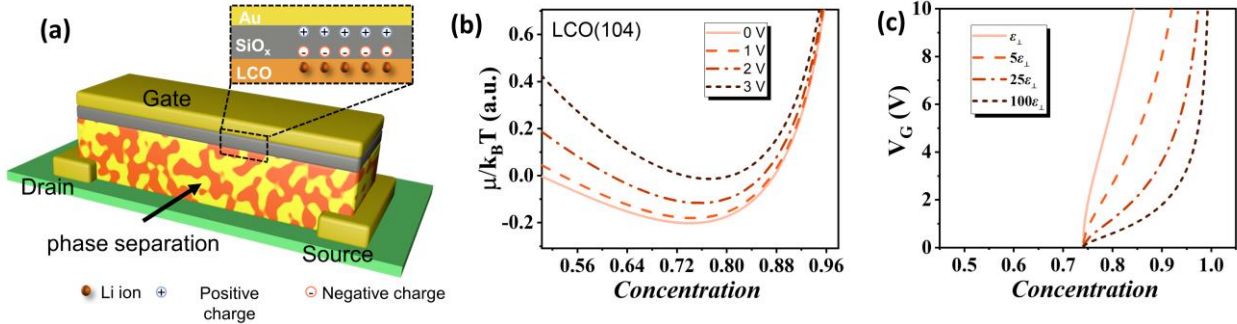 (a)
Au
SiOx
LCO
Gate
Drain
phase separation
Source
Li ion
+ Positive charge
- Negative charge
(b)
LCO(104)
0 V
1 V
2 V
3 V
μ/kBT (a.u.)
0.6
0.4
0.2
0.0
-0.2
0.56 0.64 0.72 0.80 0.88 0.96
Concentration
(c)
ε⊥
5ε⊥
25ε⊥
100ε⊥
VG (V)
10
8
6
4
2
0
0.5 0.6 0.7 0.8 0.9 1.0
Concentration